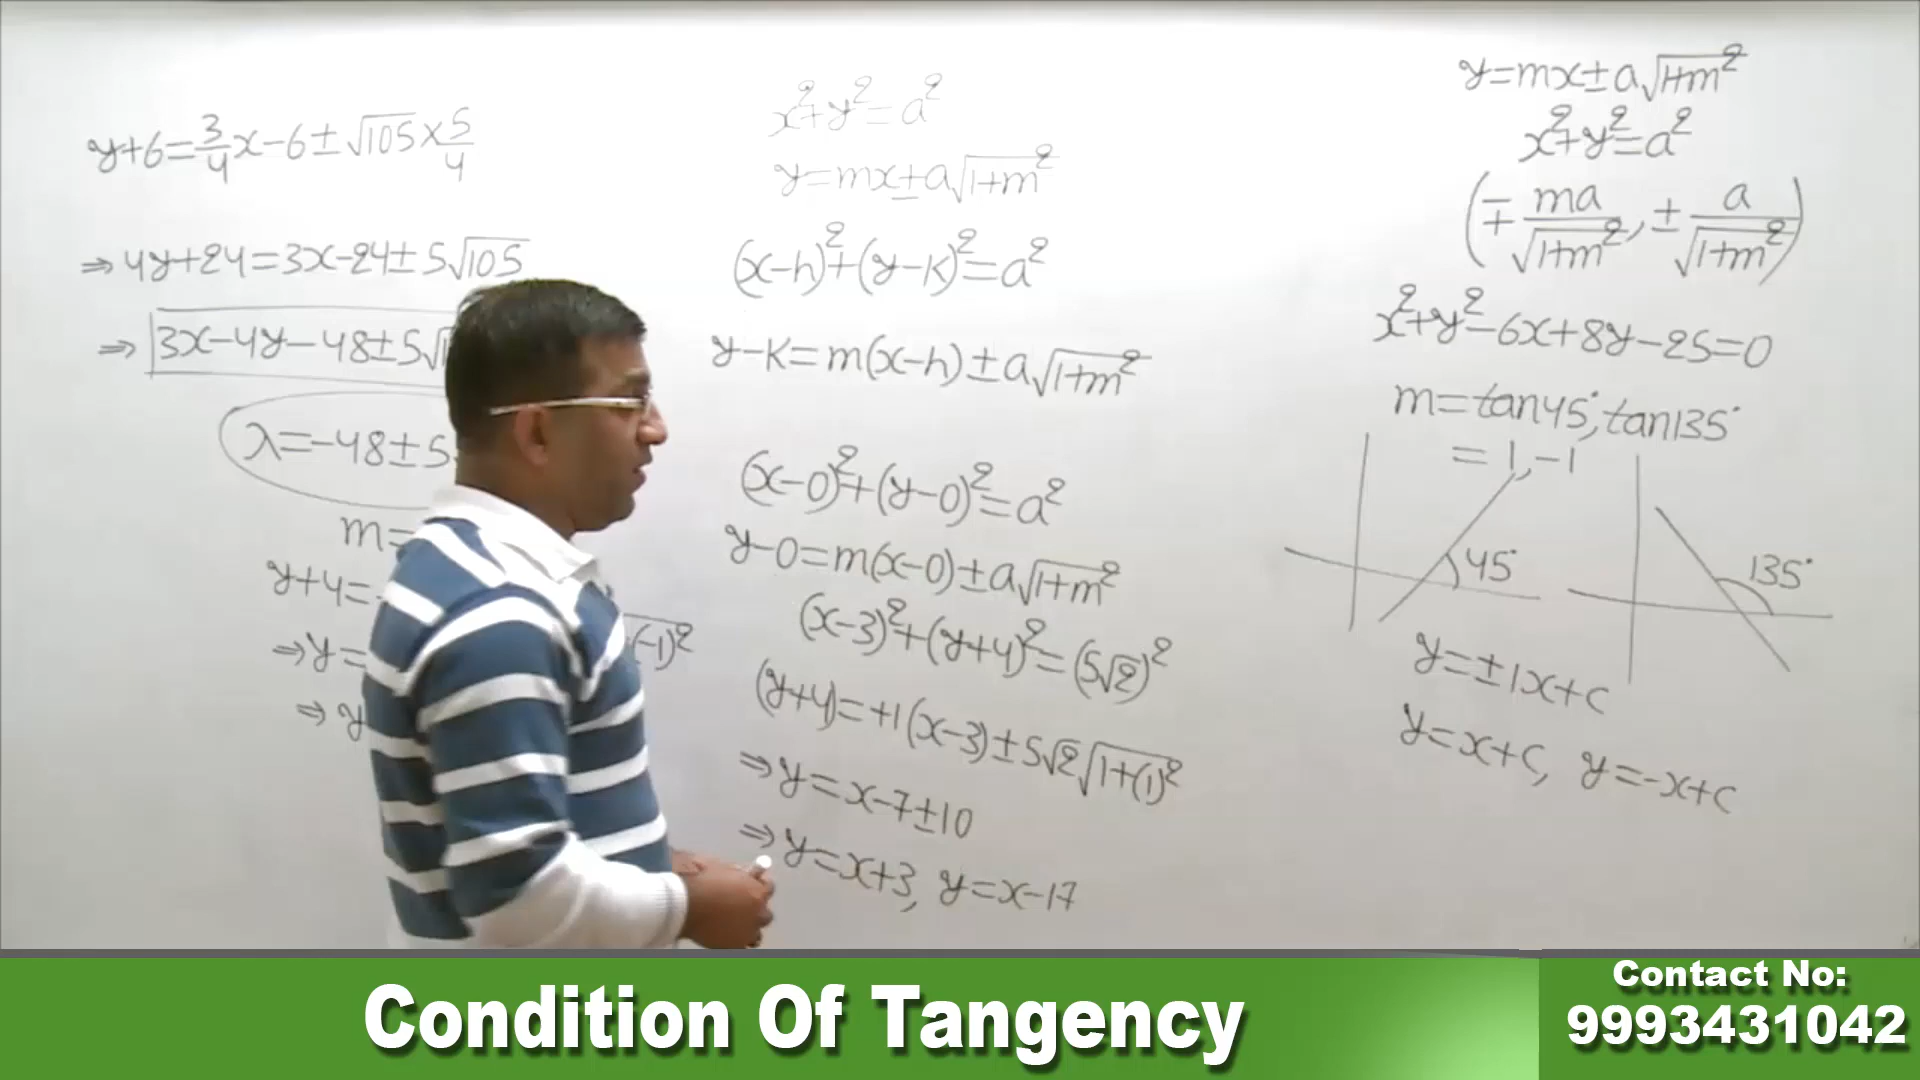 y+6=3/4x-6±√105×5/4
⇒4y+24=3x-24±5√105
⇒3x-4y-48±5√
λ=-48±5
m=
y+4=
⇒y= (-1)²
⇒y
x²+y²=a²
y=mx±a√1+m²
(x-h)²+(y-k)²=a²
y-k=m(x-h)±a√1+m²
(x-0)²+(y-0)²=a²
y-0=m(x-0)±a√1+m²
(x-3)²+(y+4)²=(5√2)²
(y+4)=+1(x-3)±5√2√1+(1)²
⇒y=x-7±10
⇒y=x+3, y=x-17
y=mx±a√1+m²
x²+y²=a²
(∓ma/√1+m², ±a/√1+m²)
x²+y²-6x+8y-25=0
m=tan45°, tan135°
=1,-1
45° 135°
y=±1x+c
y=x+c, y=-x+c
Condition Of Tangency
Contact No:
9993431042